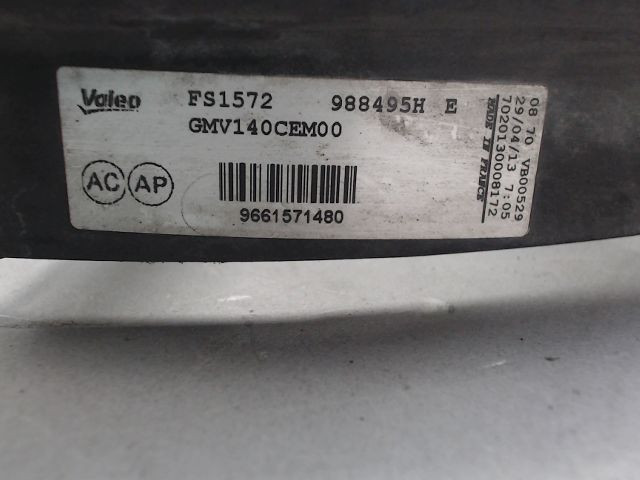 Valeo FS1572 988495H E
GMV140CEM00
AC AP
9661571480
08 70 VB00529
29/04/13 7:05
7020130008172
MADE IN FRANCE